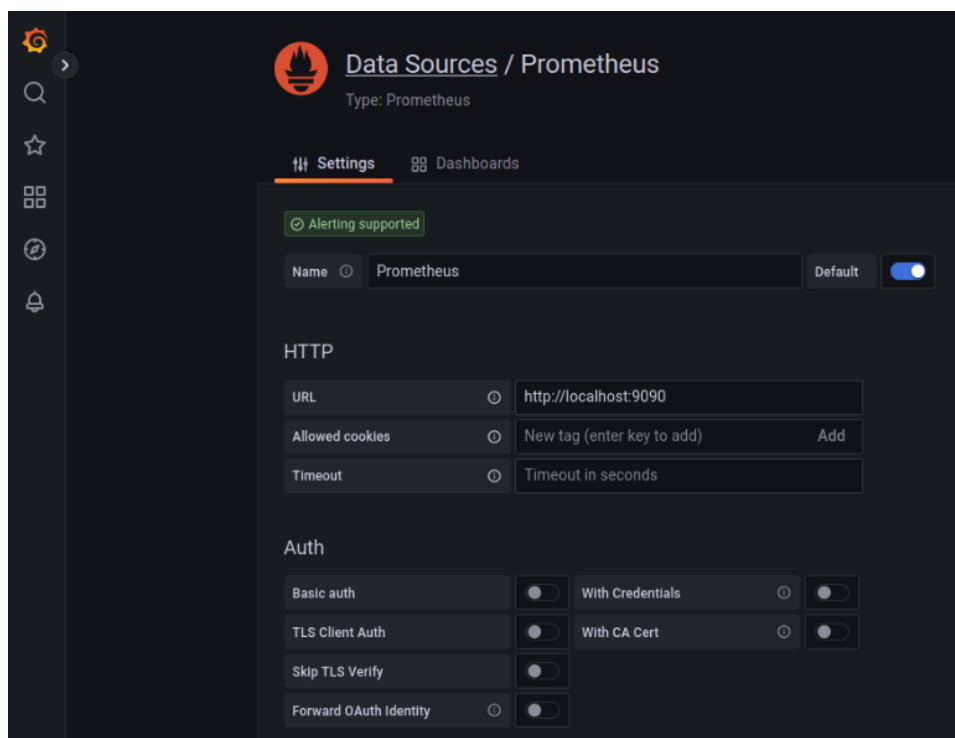 Data Sources / Prometheus
Type: Prometheus
Settings Dashboards
Alerting supported
Name Prometheus Default
HTTP
URL http://localhost:9090
Allowed cookies New tag (enter key to add) Add
Timeout Timeout in seconds
Auth
Basic auth With Credentials
TLS Client Auth With CA Cert
Skip TLS Verify
Forward OAuth Identity